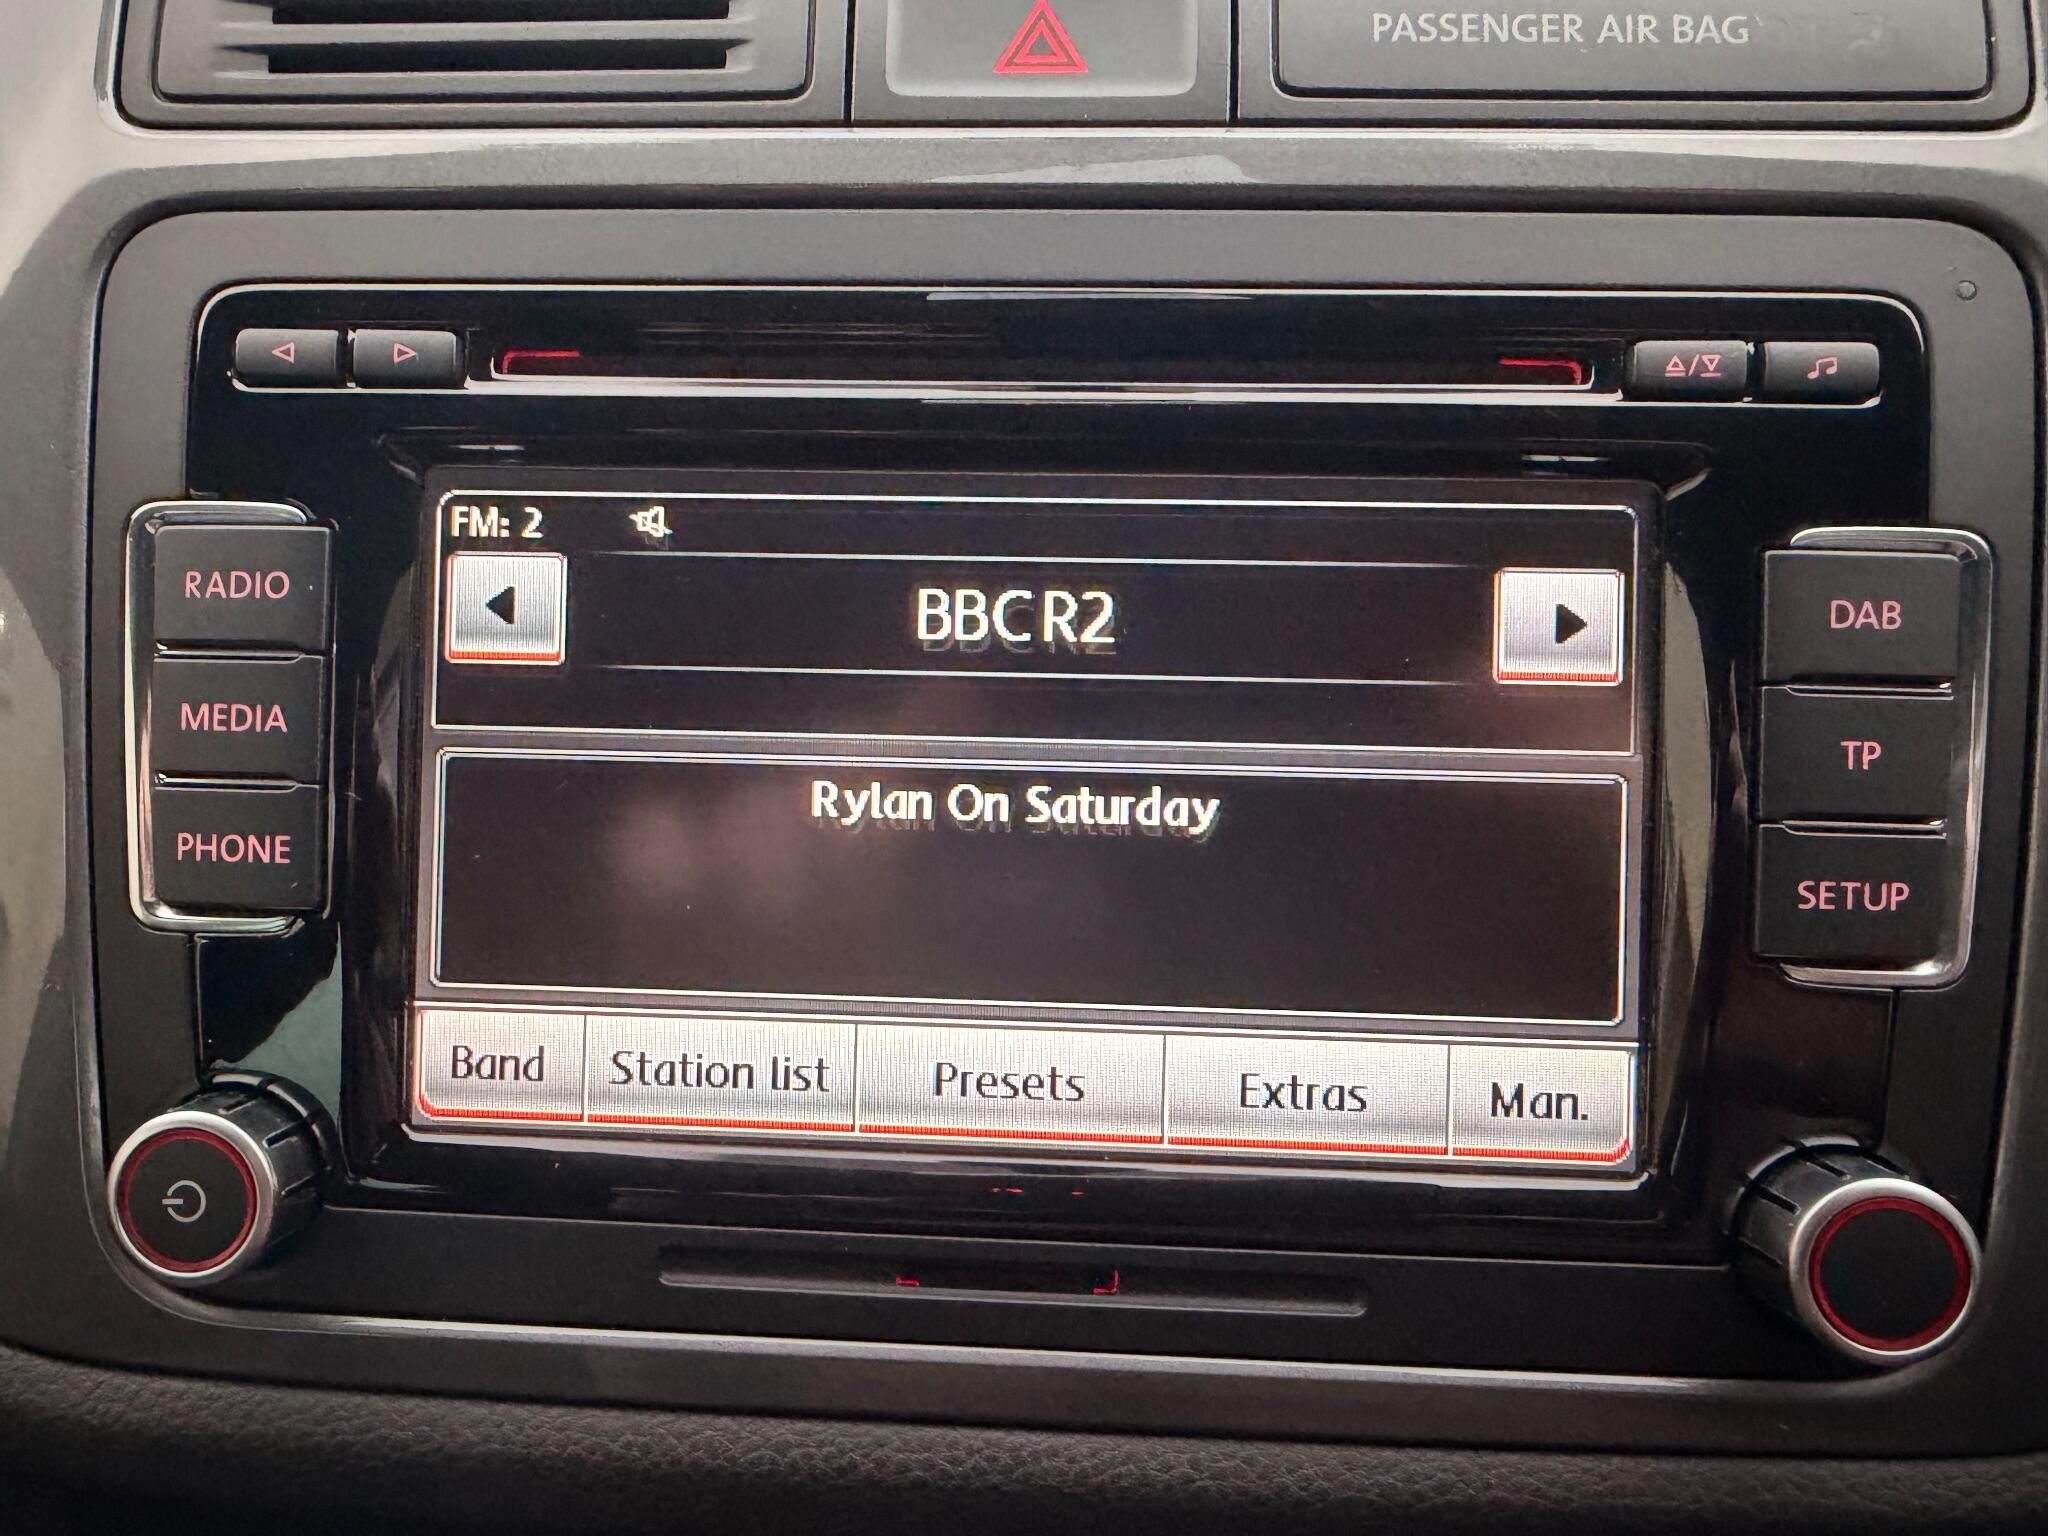 PASSENGER AIR BAG
FM: 2
BBC R2
RADIO
MEDIA
PHONE
DAB
TP
SETUP
Rylan On Saturday
Band
Station list
Presets
Extras
Man.